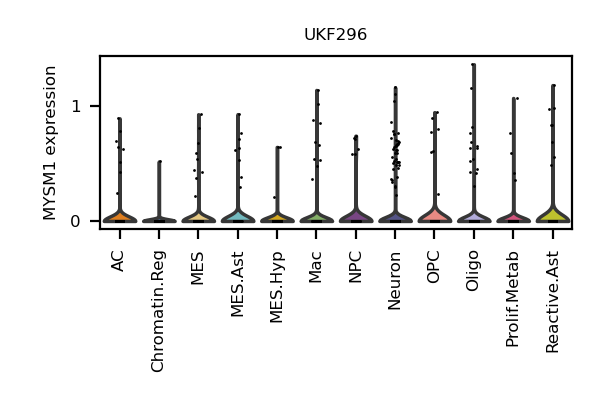 UKF296
MYSM1 expression
1
0
AC
Chromatin.Reg
MES
MES.Ast
MES.Hyp
Mac
NPC
Neuron
OPC
Oligo
Prolif.Metab
Reactive.Ast